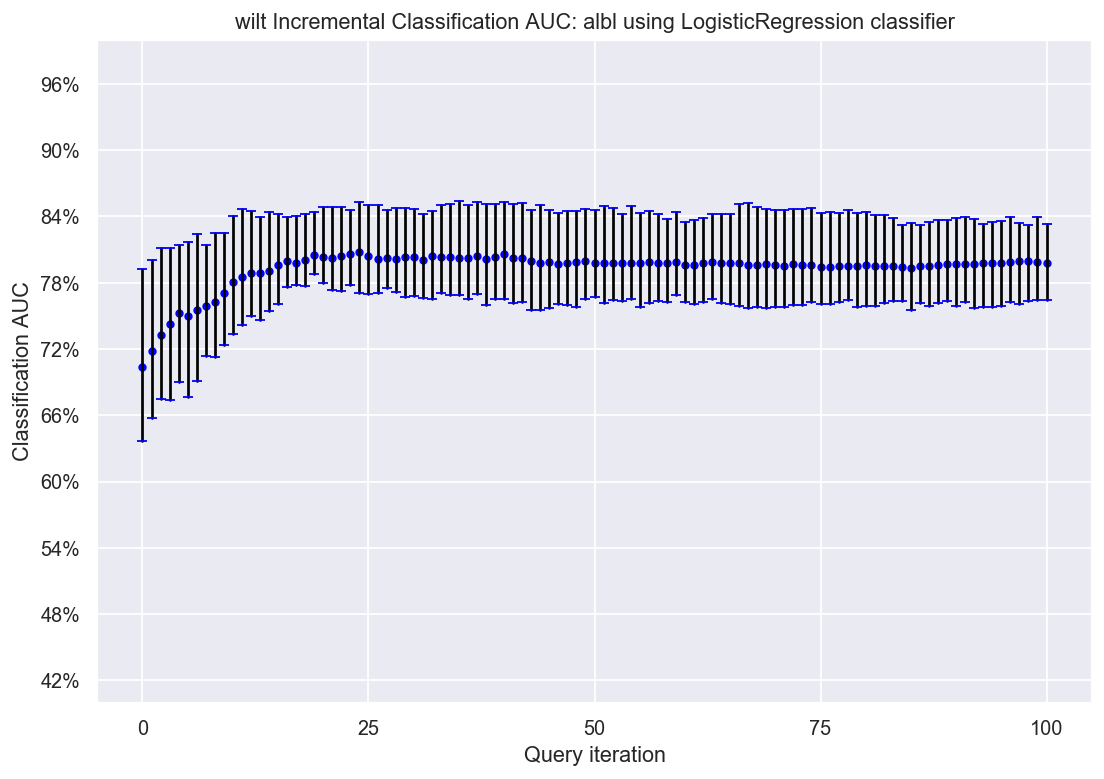 wilt Incremental Classification AUC: albl using LogisticRegression classifier
96%
90%
84%
78%
72%
66%
60%
54%
48%
42%
Classification AUC
0 25 50 75 100
Query iteration